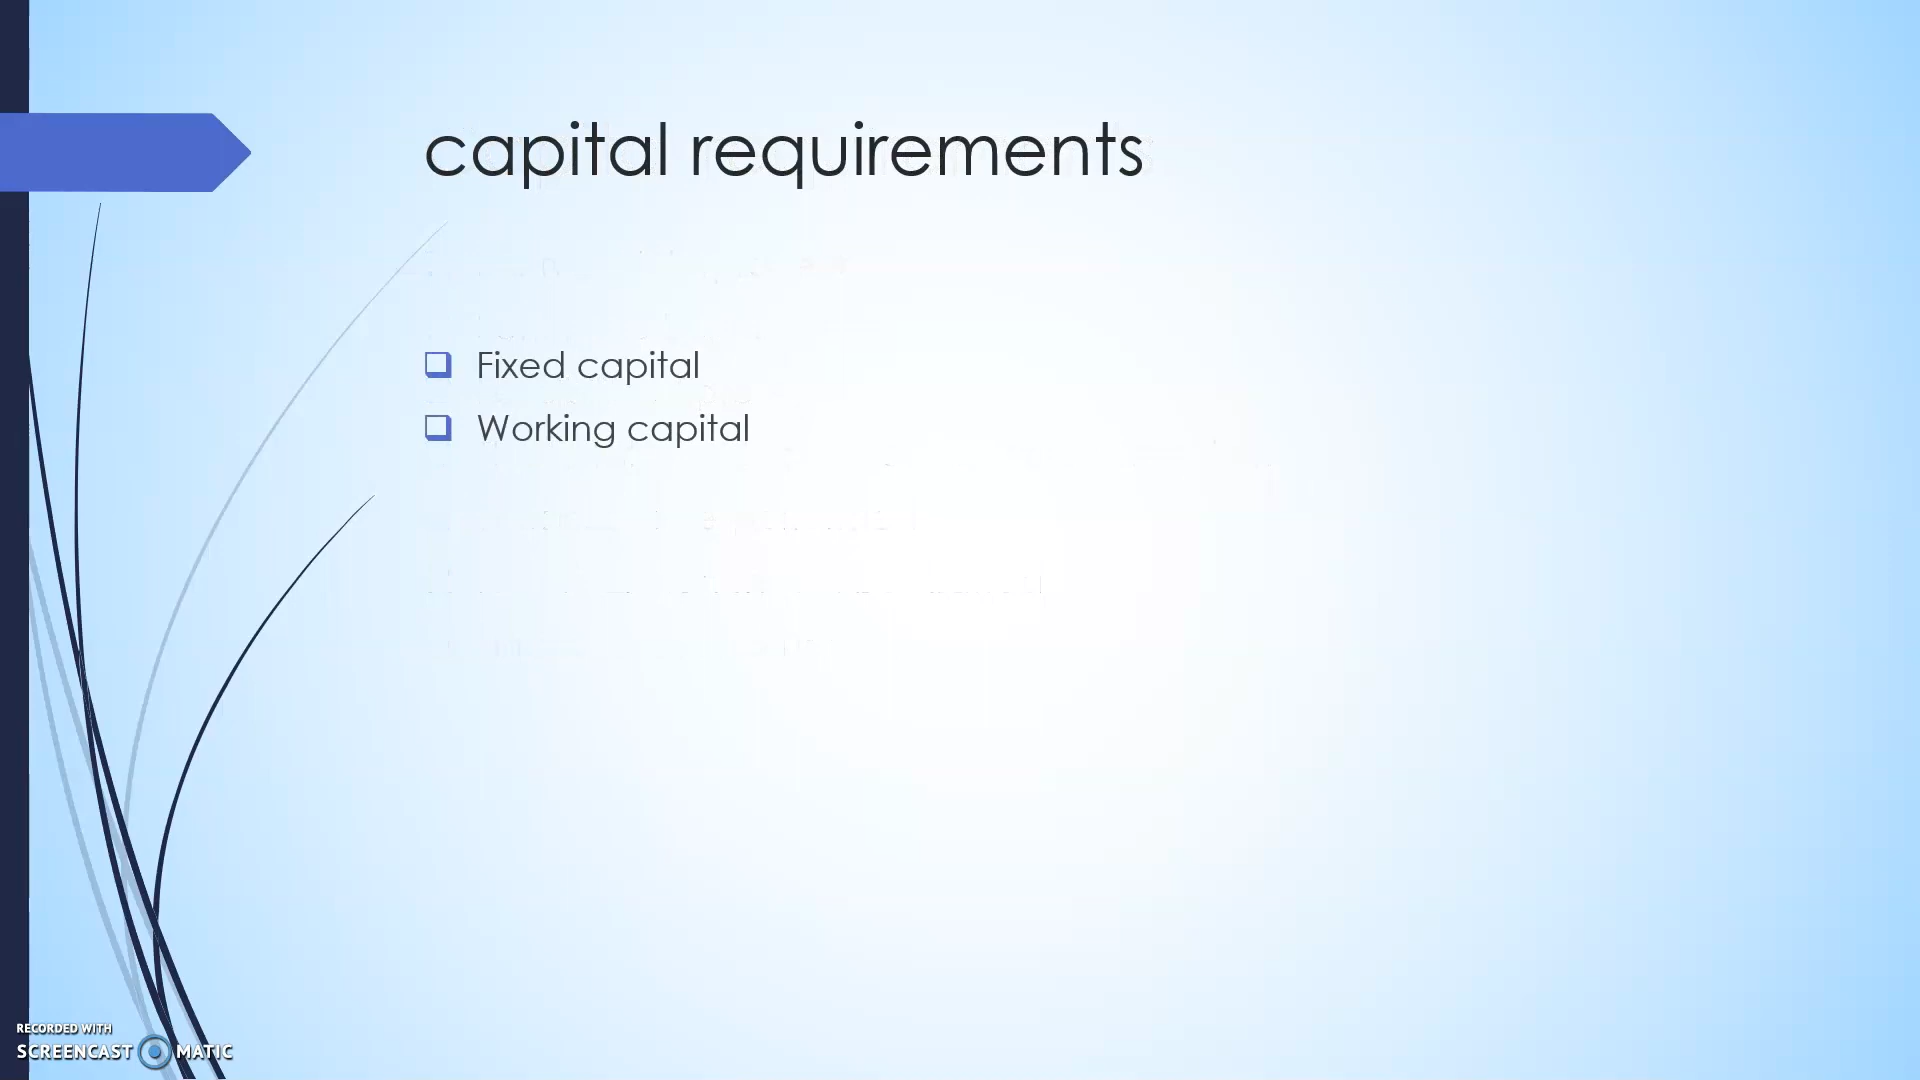 capital requirements
Fixed capital
Working capital
RECORDED WITH
SCREENCAST MATIC